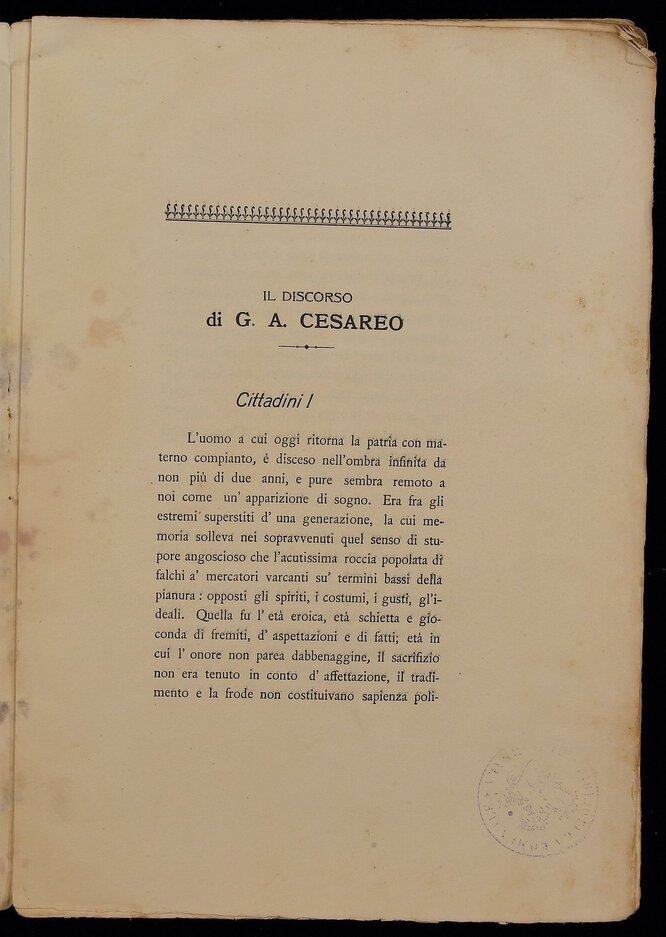 IL DISCORSO
di G. A. CESAREO
Cittadini !
L'uomo a cui oggi ritorna la patria con ma-
terno compianto, é disceso nell'ombra infinita da
non più di due anni, e pure sembra remoto a
noi come un' apparizione di sogno. Era fra gli
estremi superstiti d' una generazione, la cui me-
moria solleva nei sopravvenuti quel senso di stu-
pore angoscioso che l'acutissima roccia popolata di
falchi a' mercatori varcanti su' termini bassi della
pianura : opposti gli spiriti, i costumi, i gusti, gl'i-
deali. Quella fu l' età eroica, età schietta e gio-
conda di fremiti, d' aspettazioni e di fatti; età in
cui l' onore non parea dabbenaggine, il sacrifizio
non era tenuto in conto d' affettazione, il tradi-
mento e la frode non costituivano sapienza poli-